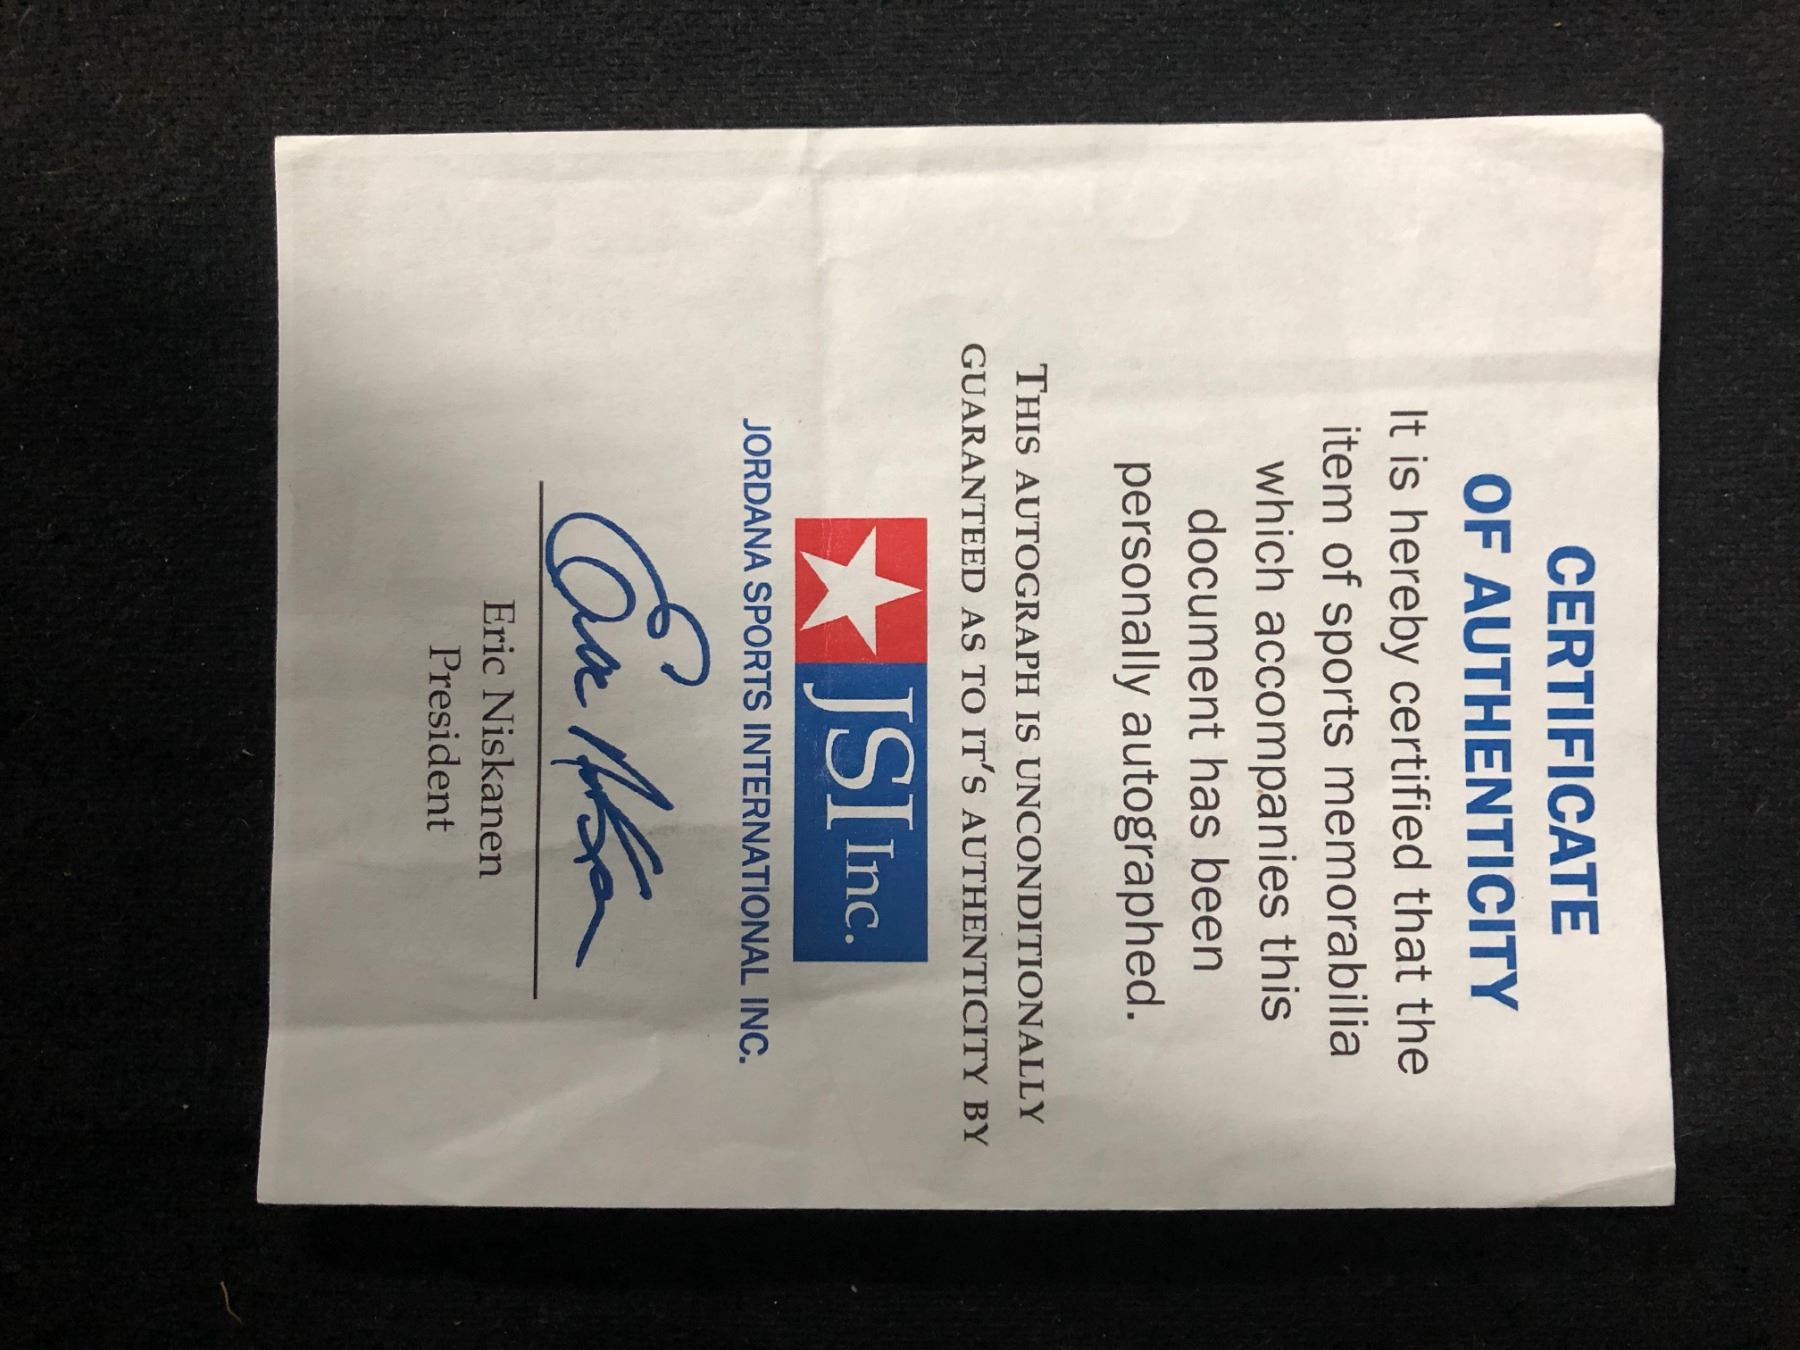 CERTIFICATE
OF AUTHENTICITY
It is hereby certified that the
item of sports memorabilia
which accompanies this
document has been
personally autographed.
THIS AUTOGRAPH IS UNCONDITIONALLY
GUARANTEED AS TO IT'S AUTHENTICITY BY
JSI Inc.
JORDANA SPORTS INTERNATIONAL INC.
Eric Niskanen
President